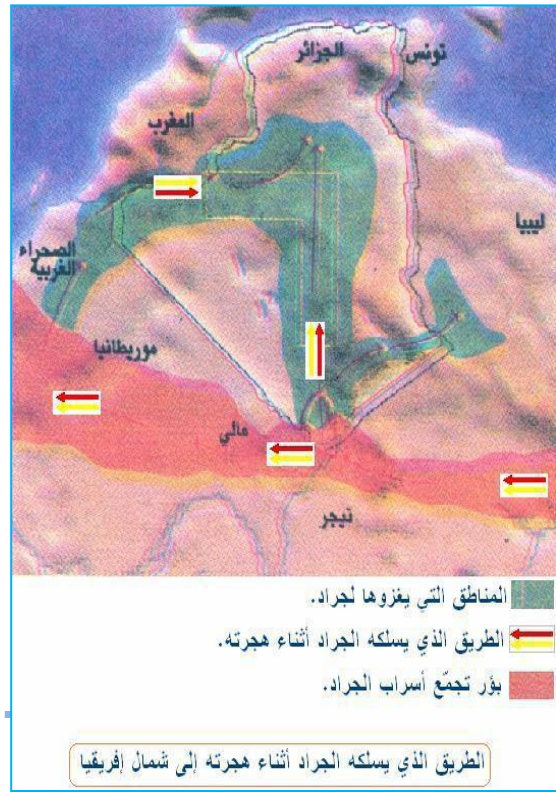 تونس
الجزائر
المغرب
ليبيا
الصحراء
الغربية
موريطانيا
مالي
نيجر
المناطق التي يغزوها لجراد.
الطريق الذي يسلكه الجراد أثناء هجرته.
بؤر تجمّع أسراب الجراد.
الطريق الذي يسلكه الجراد أثناء هجرته إلى شمال إفريقيا